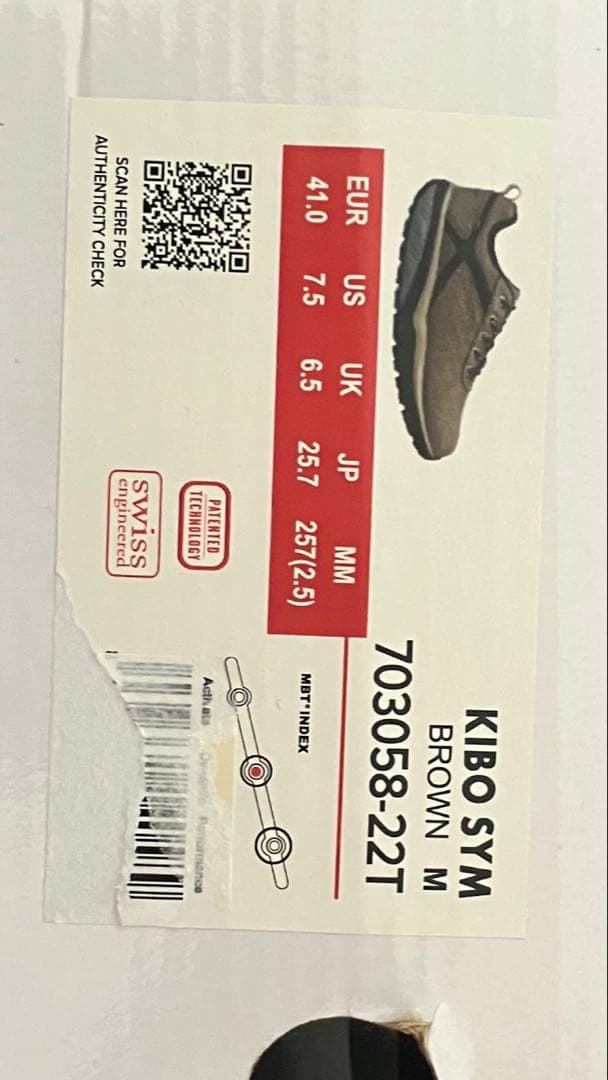 KIBO SYM
BROWN M
703058-22T
EUR US UK JP MM
41.0 7.5 6.5 25.7 257(2.5)
MBT® INDEX
PATENTED
TECHNOLOGY
swiss
engineered
SCAN HERE FOR
AUTHENTICITY CHECK